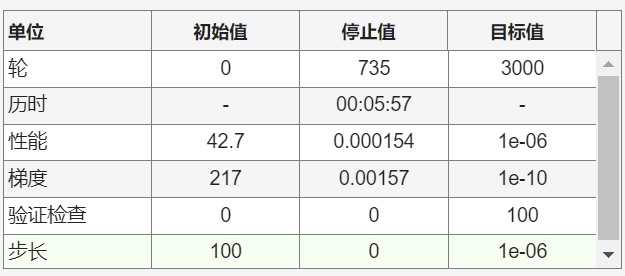 单位 初始值 停止值 目标值
轮 0 735 3000
历时 - 00:05:57 -
性能 42.7 0.000154 1e-06
梯度 217 0.00157 1e-10
验证检查 0 0 100
步长 100 0 1e-06